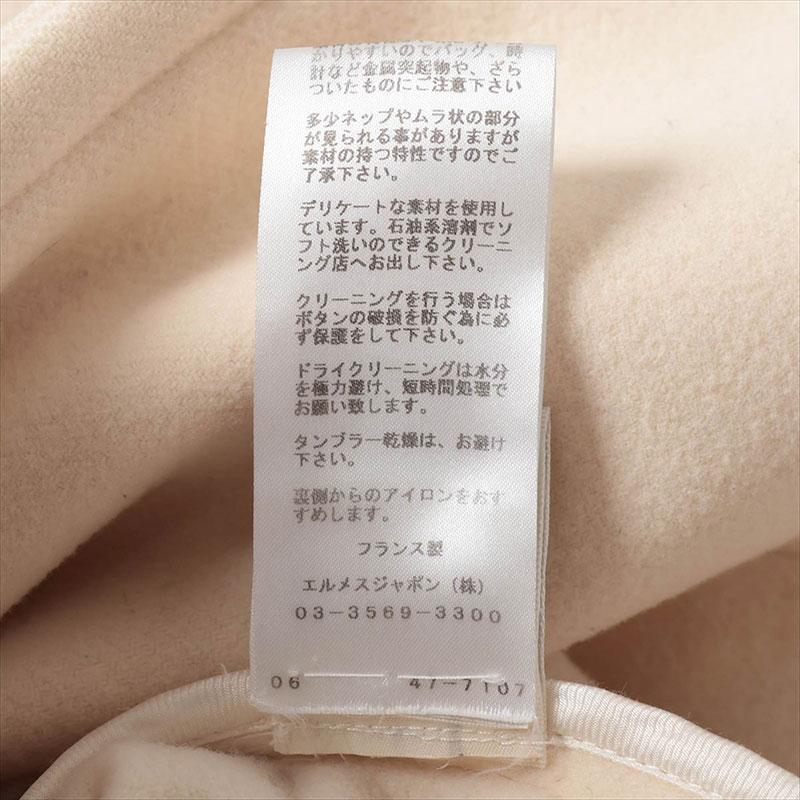 かりやすいのでバッグ、時
計など金属突起物や、ざら
ついたものにご注意下さい
多少ネップやムラ状の部分
が見られる事がありますが
素材の持つ特性ですのでご
了承下さい。
デリケートな素材を使用し
ています。石油系溶剤でソ
フト洗いのできるクリーニ
ング店へお出し下さい。
クリーニングを行う場合は
ボタンの破損を防ぐ為に必
ず保護をして下さい。
ドライクリーニングは水分
を極力避け、短時間処理で
お願い致します。
タンブラー乾燥は、お避け
下さい。
裏側からのアイロンをおす
すめします。
フランス製
エルメスジャポン（株）
03-3569-3300
06 47-7107